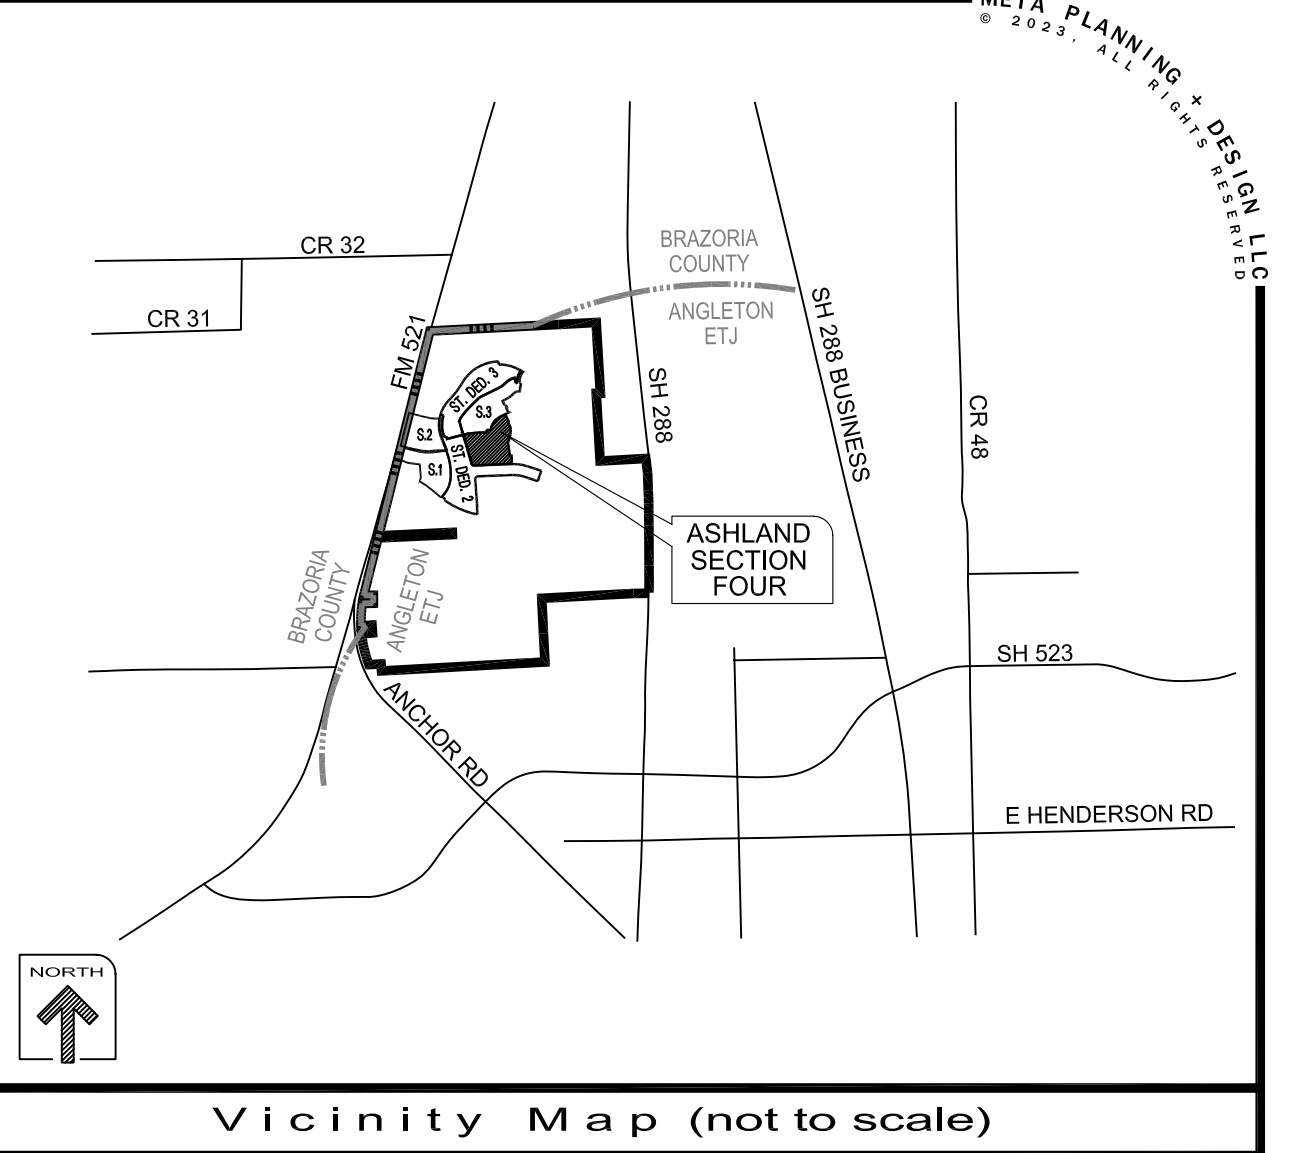 META PLANNING + DESIGN LLC
© 2023, ALL RIGHTS RESERVED
CR 32
CR 31
FM 521
BRAZORIA
COUNTY
ANGLETON
ETJ
SH 288
SH 288 BUSINESS
CR 48
ST. DED. 3
S.3
S.2
S.1
ST. DED. 2
ASHLAND
SECTION
FOUR
BRAZORIA
COUNTY
ANGLETON
ETJ
ANCHOR RD
SH 523
E HENDERSON RD
NORTH
Vicinity Map (not to scale)